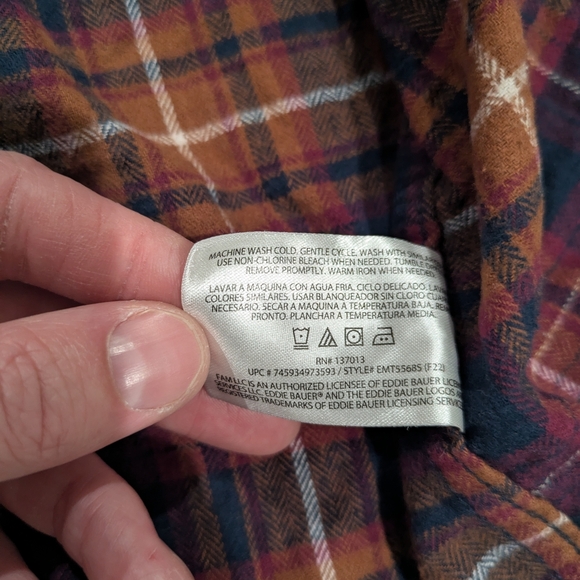 MACHINE WASH COLD. GENTLE CYCLE. WASH WITH
USE NON-CHLORINE BLEACH WHEN NEEDED. TUMBLE
REMOVE PROMPTLY. WARM IRON WHEN NEEDED.
LAVAR A MAQUINA CON AGUA FRIA. CICLO DELICADO.
COLORES SIMILARES. USAR BLANQUEADOR SIN CLORO
NECESARIO. SECAR A MAQUINA A TEMPERATURA BAJA.
PRONTO. PLANCHAR A TEMPERATURA MEDIA.
RN# 137013
UPC # 745934973593 / STYLE# EMTS5685 (F22)
FAM LLC IS AN AUTHORIZED LICENSEE OF EDDIE BAUER
SERVICES LLC. EDDIE BAUER® AND THE EDDIE BAUER LOGOS
REGISTERED TRADEMARKS OF EDDIE BAUER LICENSING